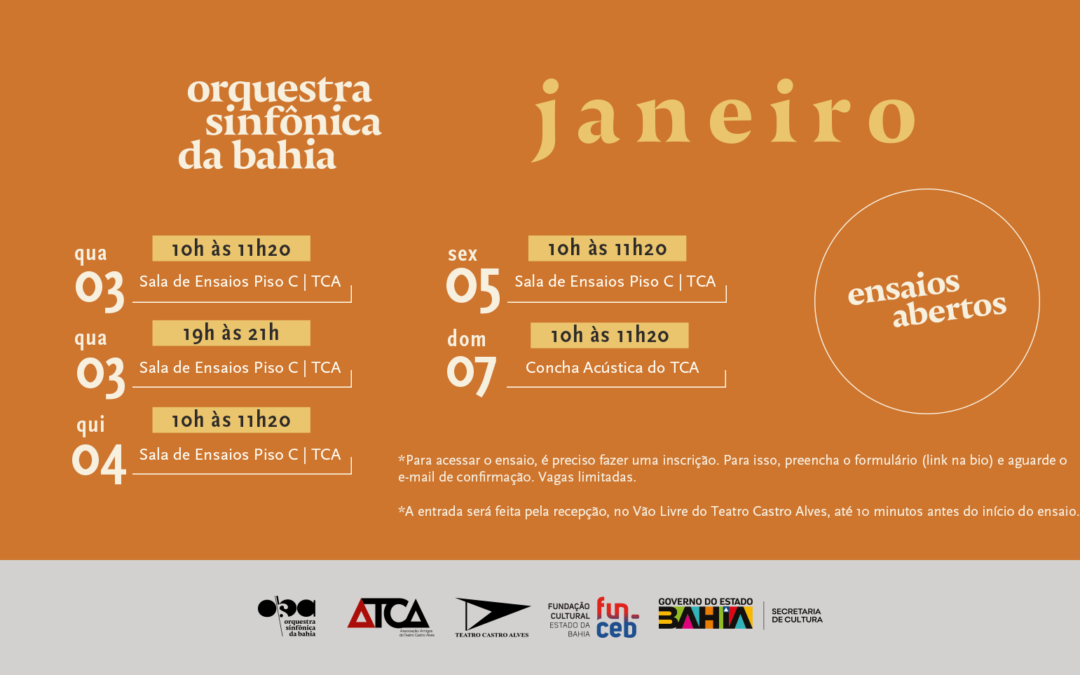 orquestra
sinfônica
da bahia
janeiro
qua
03
10h às 11h20
Sala de Ensaios Piso C | TCA
qua
03
19h às 21h
Sala de Ensaios Piso C | TCA
qui
04
10h às 11h20
Sala de Ensaios Piso C | TCA
sex
05
10h às 11h20
Sala de Ensaios Piso C | TCA
dom
07
10h às 11h20
Concha Acústica do TCA
ensaios
abertos
*Para acessar o ensaio, é preciso fazer uma inscrição. Para isso, preencha o formulário (link na bio) e aguarde o
e-mail de confirmação. Vagas limitadas.
*A entrada será feita pela recepção, no Vão Livre do Teatro Castro Alves, até 10 minutos antes do início do ensaio.
orquestra
sinfônica
da bahia
ATCA
TEATRO CASTRO ALVES
FUNDAÇÃO
CULTURAL
ESTADO DA
BAHIA
fun_
ceb
GOVERNO DO ESTADO
BAHIA
SECRETARIA
DE CULTURA